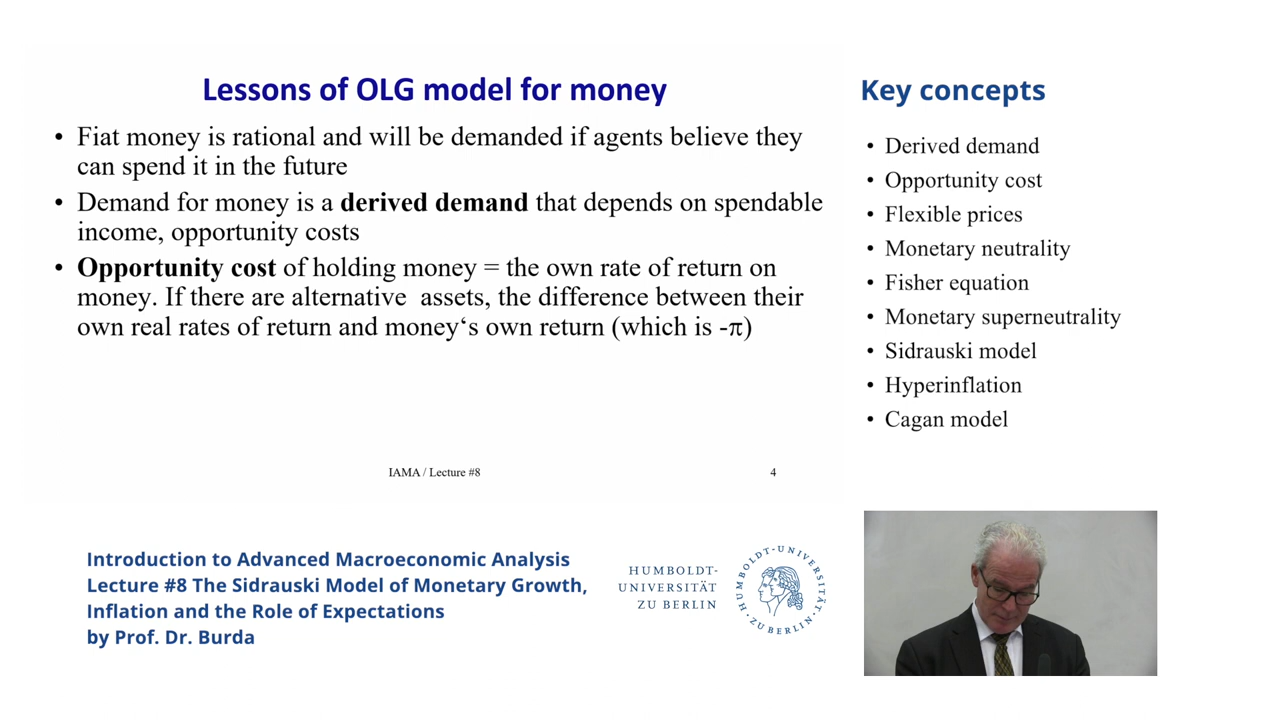 Lessons of OLG model for money
• Fiat money is rational and will be demanded if agents believe they
can spend it in the future
• Demand for money is a derived demand that depends on spendable
income, opportunity costs
• Opportunity cost of holding money = the own rate of return on
money. If there are alternative assets, the difference between their
own real rates of return and money‘s own return (which is -π)
IAMA / Lecture #8
4
Key concepts
• Derived demand
• Opportunity cost
• Flexible prices
• Monetary neutrality
• Fisher equation
• Monetary superneutrality
• Sidrauski model
• Hyperinflation
• Cagan model
Introduction to Advanced Macroeconomic Analysis
Lecture #8 The Sidrauski Model of Monetary Growth,
Inflation and the Role of Expectations
by Prof. Dr. Burda
HUMBOLDT-
UNIVERSITÄT
ZU BERLIN
HUMBOLDT-UNIVERSITÄT
ZU BERLIN